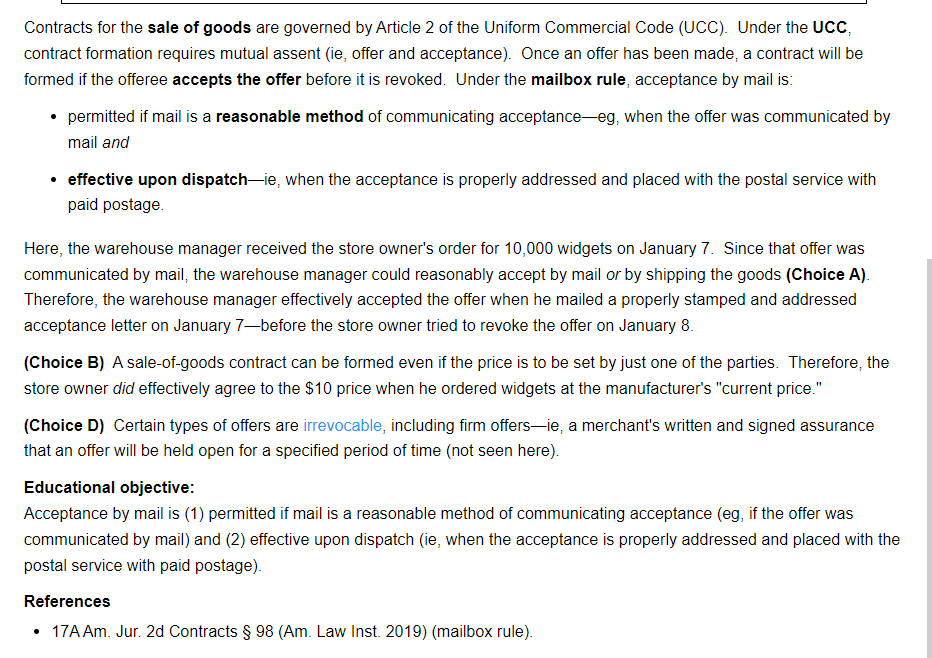 Contracts for the sale of goods are governed by Article 2 of the Uniform Commercial Code (UCC).  Under the UCC,
contract formation requires mutual assent (ie, offer and acceptance).  Once an offer has been made, a contract will be
formed if the offeree accepts the offer before it is revoked.  Under the mailbox rule, acceptance by mail is:
• permitted if mail is a reasonable method of communicating acceptance—eg, when the offer was communicated by
mail and
• effective upon dispatch—ie, when the acceptance is properly addressed and placed with the postal service with
paid postage.
Here, the warehouse manager received the store owner's order for 10,000 widgets on January 7.  Since that offer was
communicated by mail, the warehouse manager could reasonably accept by mail or by shipping the goods (Choice A).
Therefore, the warehouse manager effectively accepted the offer when he mailed a properly stamped and addressed
acceptance letter on January 7—before the store owner tried to revoke the offer on January 8.
(Choice B)  A sale-of-goods contract can be formed even if the price is to be set by just one of the parties.  Therefore, the
store owner did effectively agree to the $10 price when he ordered widgets at the manufacturer's "current price."
(Choice D)  Certain types of offers are irrevocable, including firm offers—ie, a merchant's written and signed assurance
that an offer will be held open for a specified period of time (not seen here).
Educational objective:
Acceptance by mail is (1) permitted if mail is a reasonable method of communicating acceptance (eg, if the offer was
communicated by mail) and (2) effective upon dispatch (ie, when the acceptance is properly addressed and placed with the
postal service with paid postage).
References
• 17A Am. Jur. 2d Contracts § 98 (Am. Law Inst. 2019) (mailbox rule).